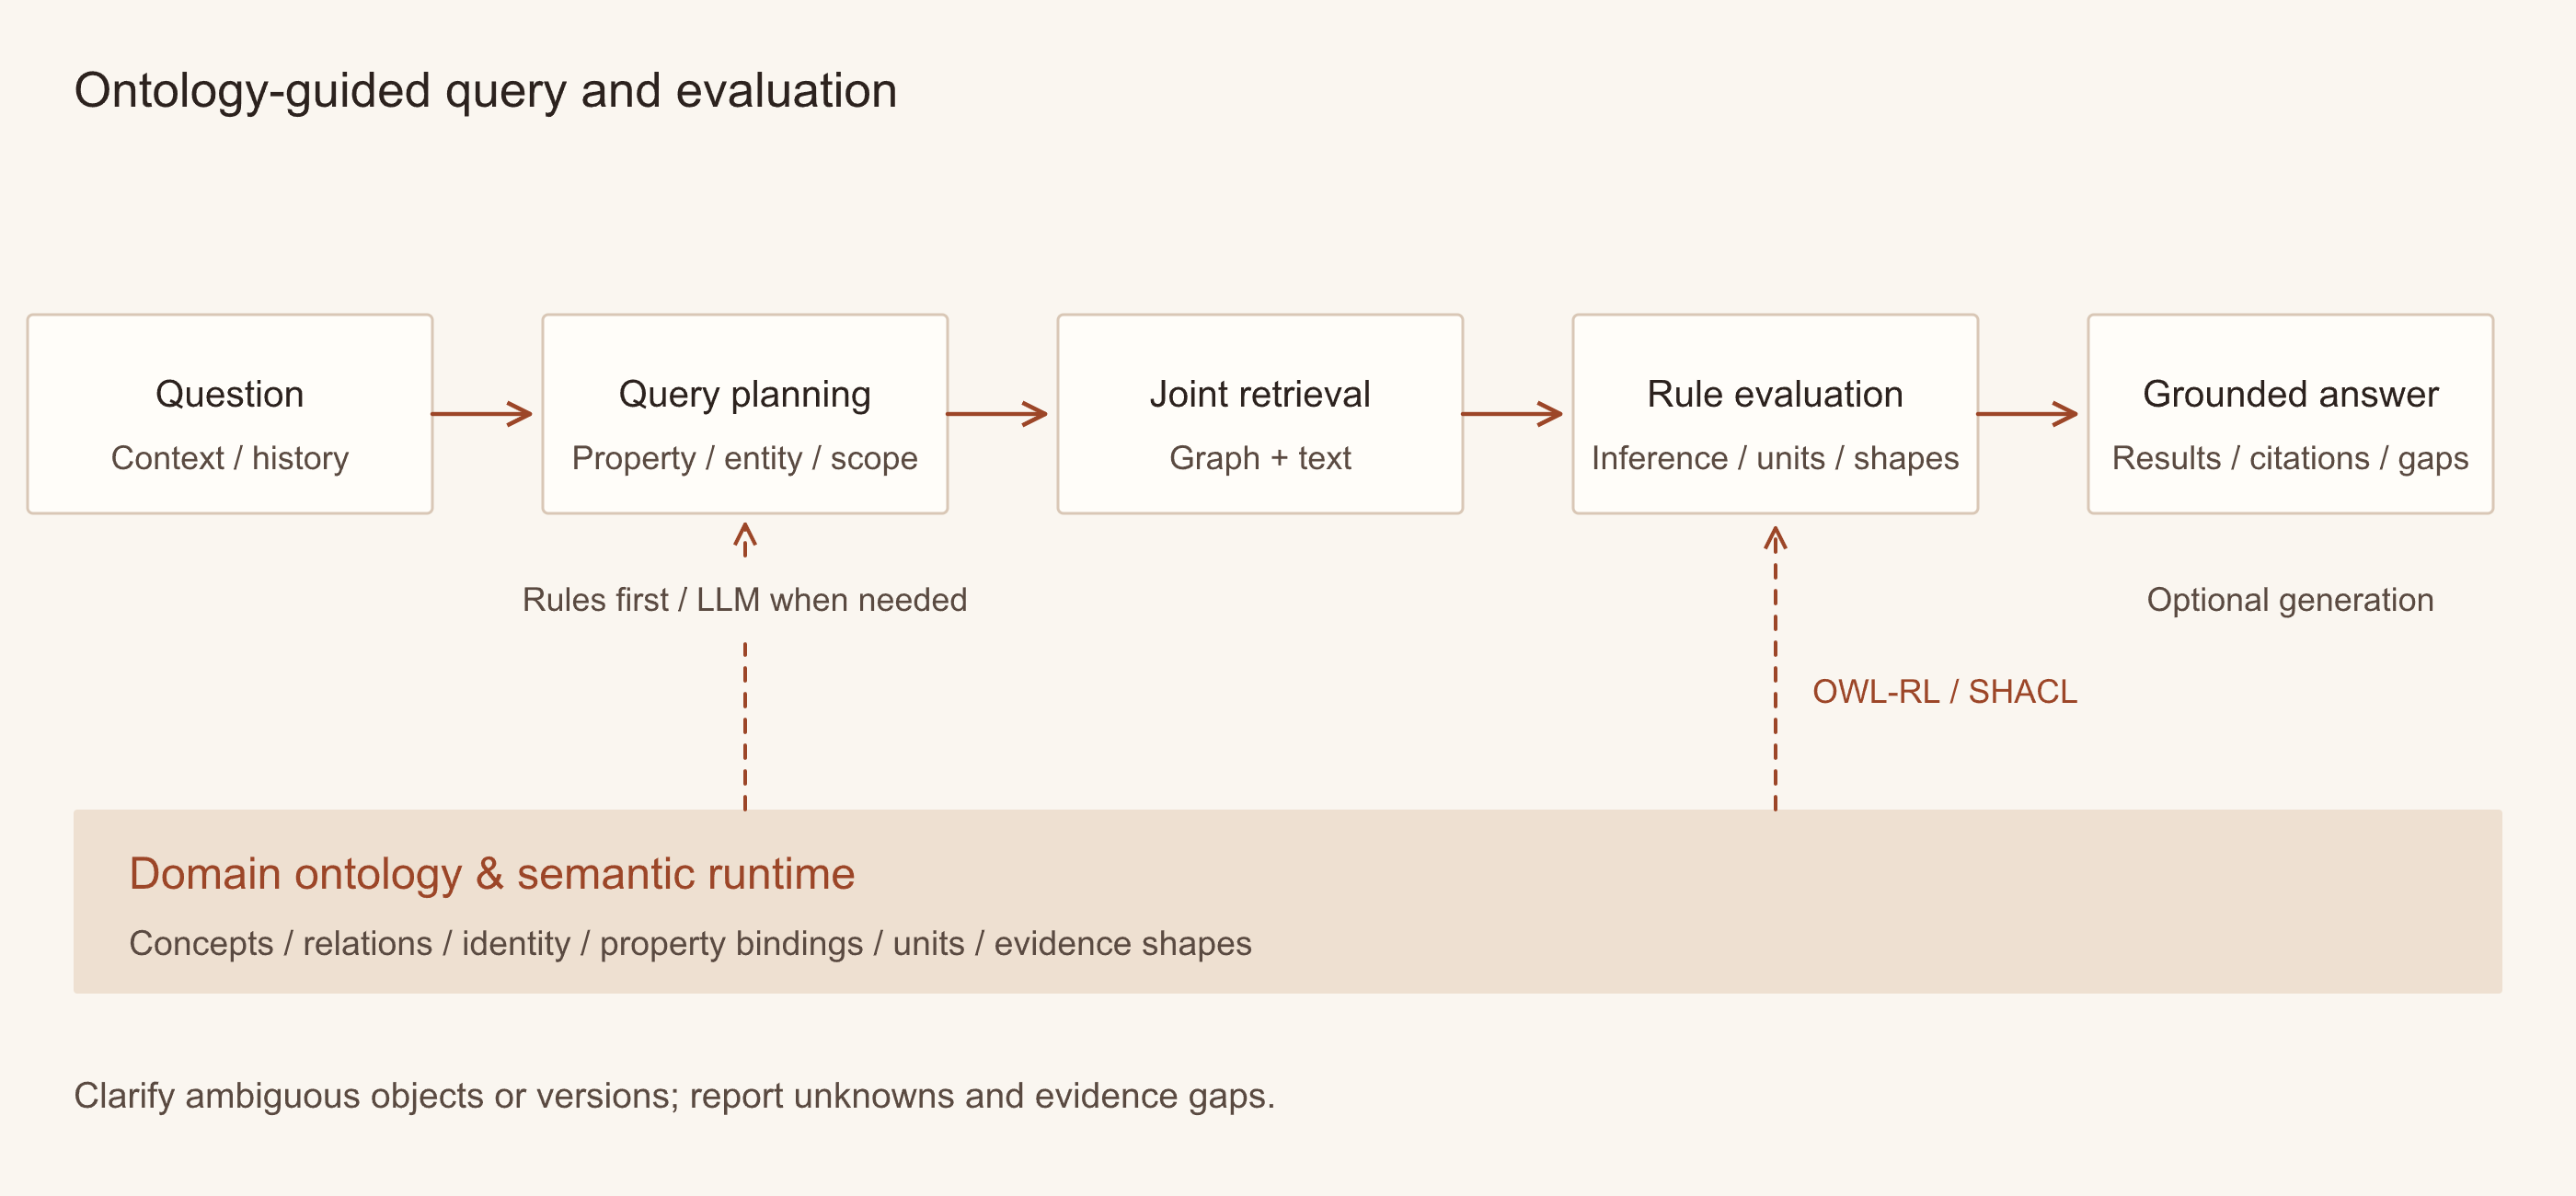 Ontology-guided query and evaluation
Question
Context / history
Query planning
Property / entity / scope
Joint retrieval
Graph + text
Rule evaluation
Inference / units / shapes
Grounded answer
Results / citations / gaps
Rules first / LLM when needed
Optional generation
OWL-RL / SHACL
Domain ontology & semantic runtime
Concepts / relations / identity / property bindings / units / evidence shapes
Clarify ambiguous objects or versions; report unknowns and evidence gaps.